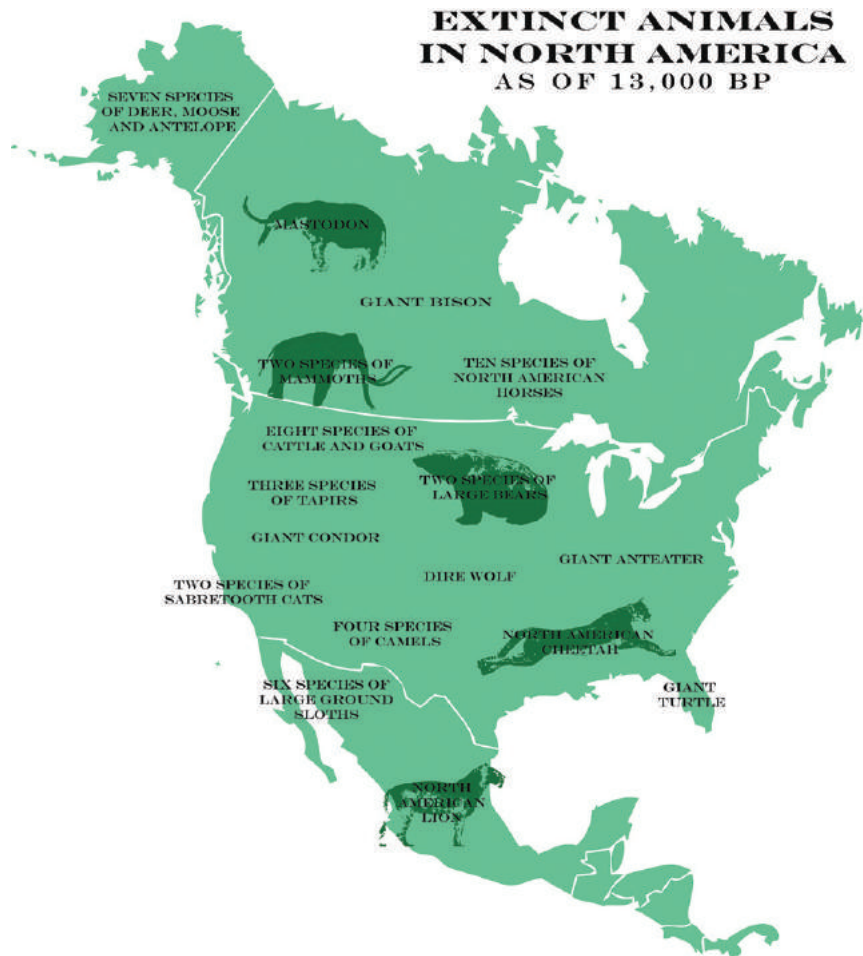 EXTINCT ANIMALS
IN NORTH AMERICA
AS OF 13,000 BP
SEVEN SPECIES
OF DEER, MOOSE
AND ANTELOPE
MASTODON
GIANT BISON
TWO SPECIES OF
MAMMOTHS
TEN SPECIES OF
NORTH AMERICAN
HORSES
EIGHT SPECIES OF
CATTLE AND GOATS
THREE SPECIES
OF TAPIRS
TWO SPECIES OF
LARGE BEARS
GIANT CONDOR
GIANT ANTEATER
DIRE WOLF
TWO SPECIES OF
SABRETOOTH CATS
FOUR SPECIES
OF CAMELS
NORTH AMERICAN
CHEETAH
SIX SPECIES OF
LARGE GROUND
SLOTHS
GIANT
TURTLE
NORTH
AMERICAN
LION